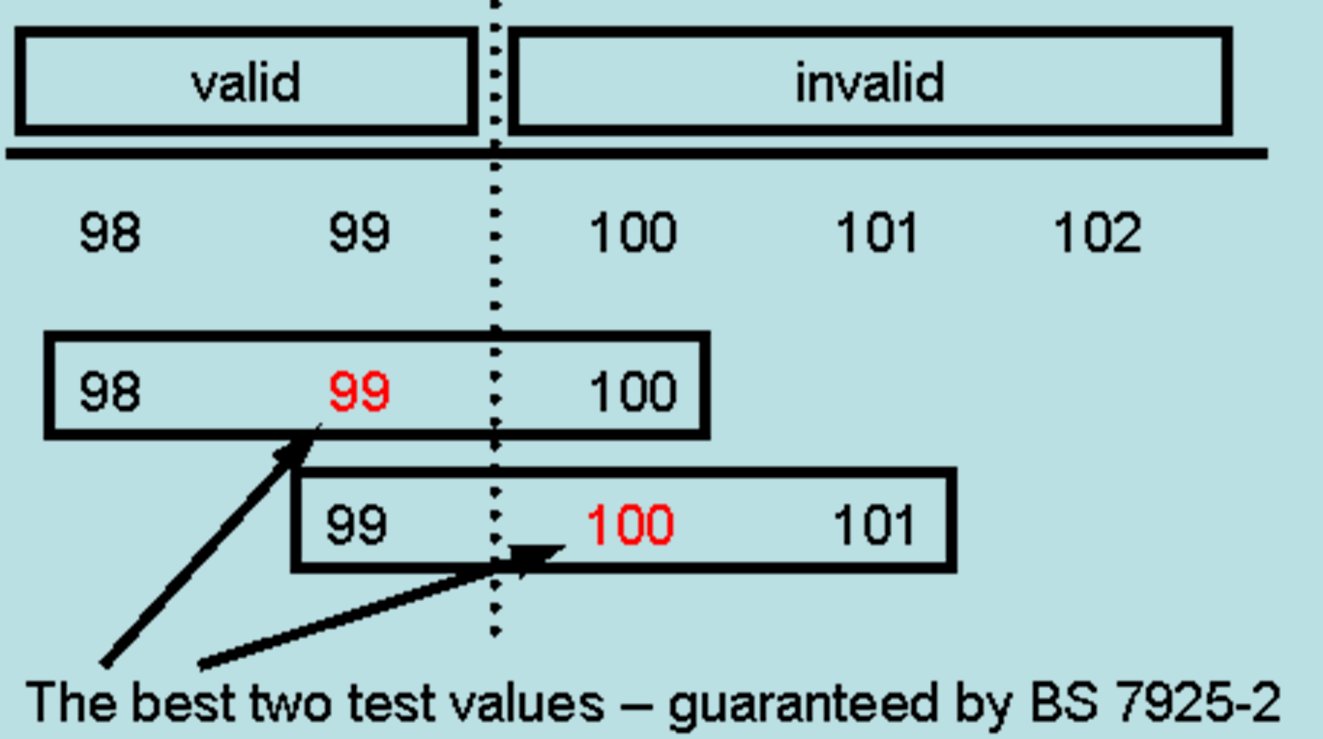 valid invalid
98 99 100 101 102
98 99 100
99 100 101
The best two test values – guaranteed by BS 7925-2